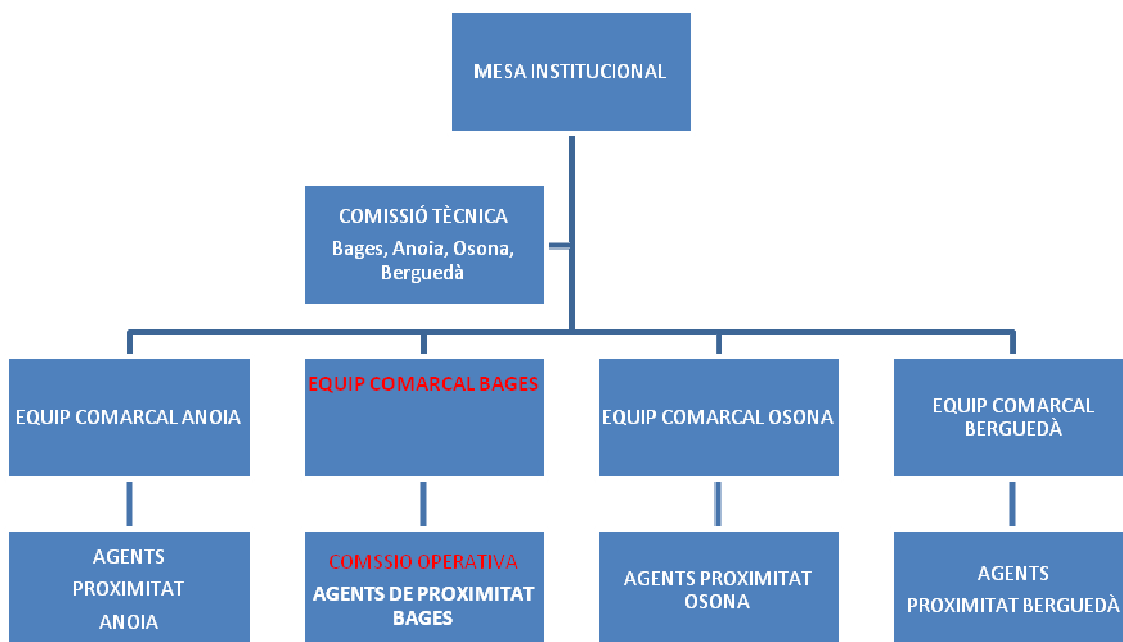 MESA INSTITUCIONAL
COMISSIÓ TÈCNICA
Bages, Anoia, Osona,
Berguedà
EQUIP COMARCAL ANOIA
EQUIP COMARCAL BAGES
EQUIP COMARCAL OSONA
EQUIP COMARCAL
BERGUEDÀ
AGENTS
PROXIMITAT
ANOIA
COMSSIO OPERATIVA
AGENTS DE PROXIMITAT
BAGES
AGENTS PROXIMITAT
OSONA
AGENTS
PROXIMITAT BERGUEDÀ